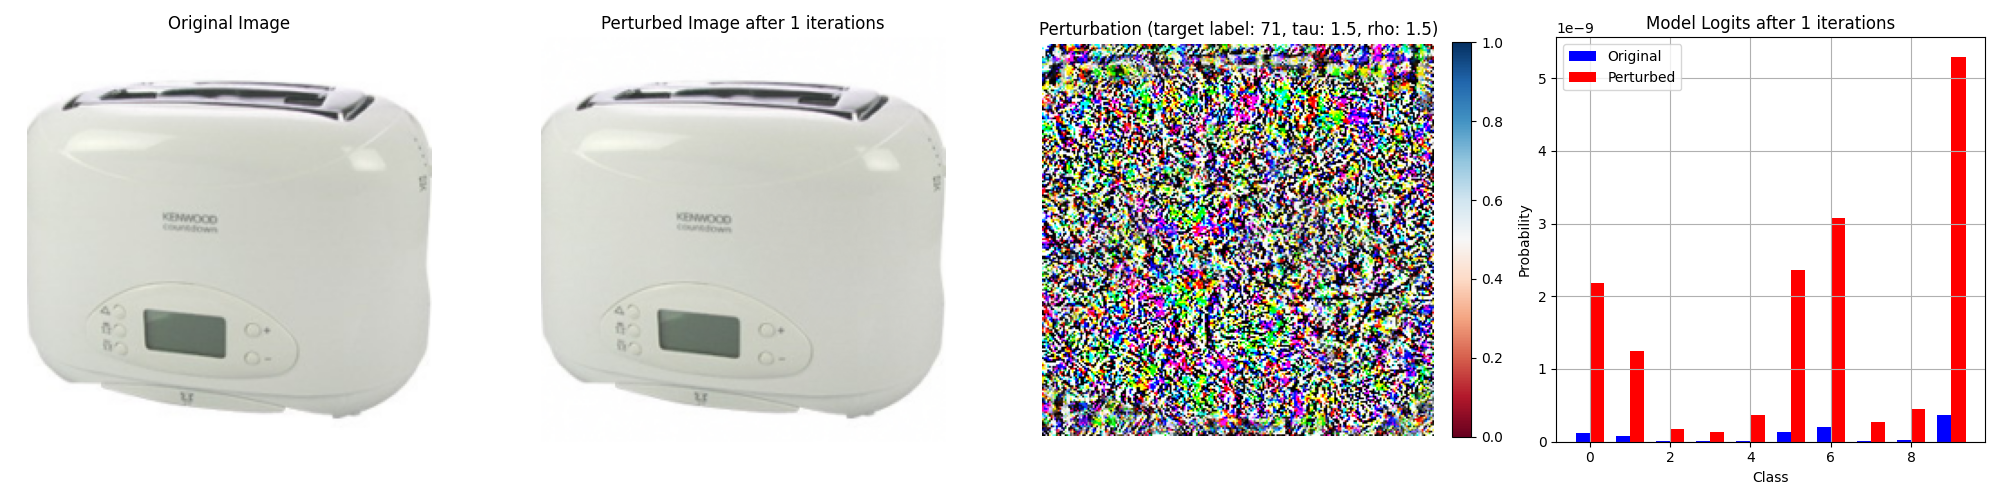 Original Image
KENWOOD
countdown
Perturbed Image after 1 iterations
KENWOOD
countdown
Perturbation (target label: 71, tau: 1.5, rho: 1.5)
1.0
0.8
0.6
0.4
0.2
0.0
Model Logits after 1 iterations
1e−9
Original
Perturbed
5
4
3
2
1
0
Probability
0 2 4 6 8
Class